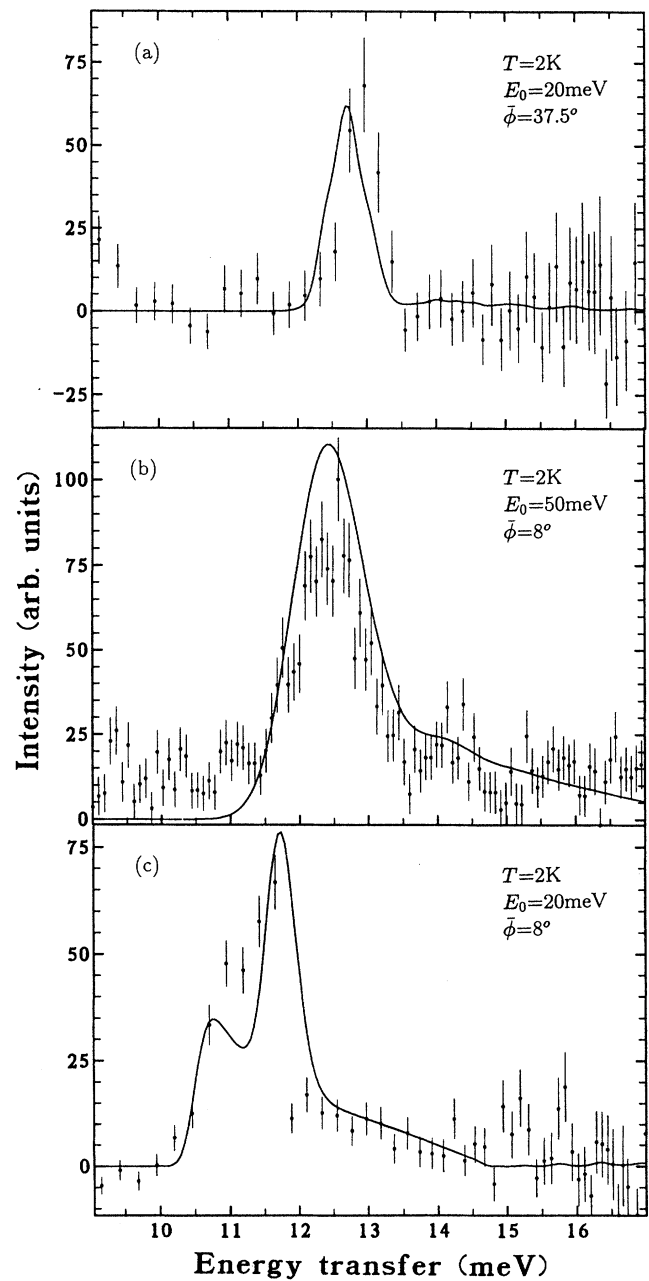 (a)
T=2K
E₀=20meV
φ̄=37.5°
75
50
25
0
−25
(b)
T=2K
E₀=50meV
φ̄=8°
100
75
50
25
0
(c)
T=2K
E₀=20meV
φ̄=8°
75
50
25
0
10 11 12 13 14 15 16
Intensity (arb. units)
Energy transfer (meV)